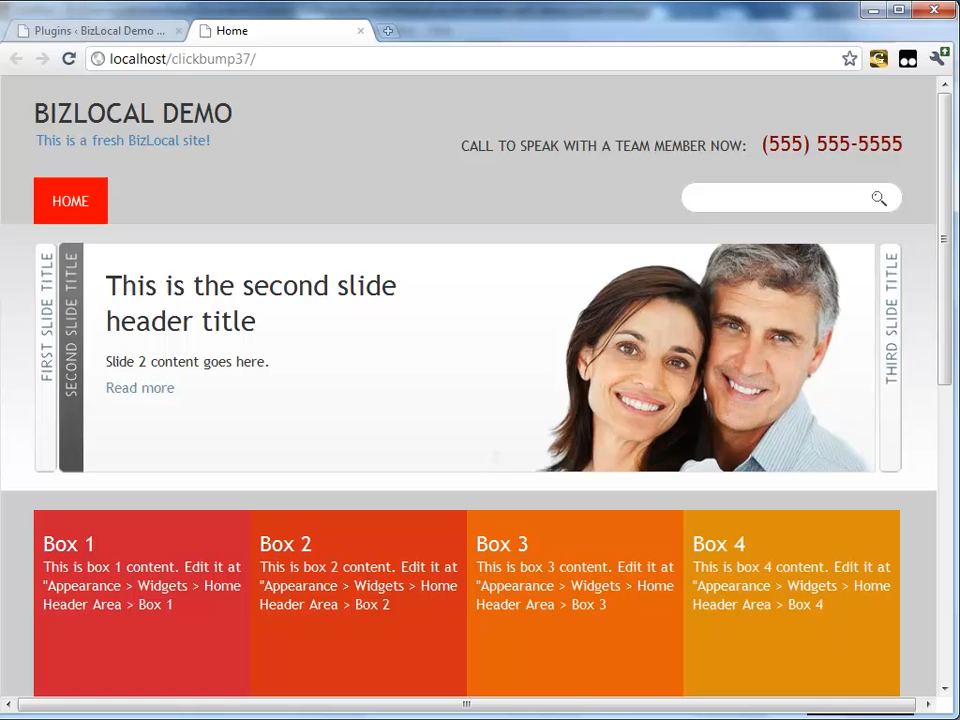 Plugins ‹ BizLocal Demo ...
Home
localhost/clickbump37/
BIZLOCAL DEMO
This is a fresh BizLocal site!
CALL TO SPEAK WITH A TEAM MEMBER NOW: (555) 555-5555
HOME
FIRST SLIDE TITLE
SECOND SLIDE TITLE
This is the second slide
header title
Slide 2 content goes here.
Read more
THIRD SLIDE TITLE
Box 1
This is box 1 content. Edit it at
"Appearance > Widgets > Home
Header Area > Box 1
Box 2
This is box 2 content. Edit it at
"Appearance > Widgets > Home
Header Area > Box 2
Box 3
This is box 3 content. Edit it at
"Appearance > Widgets > Home
Header Area > Box 3
Box 4
This is box 4 content. Edit it at
"Appearance > Widgets > Home
Header Area > Box 4